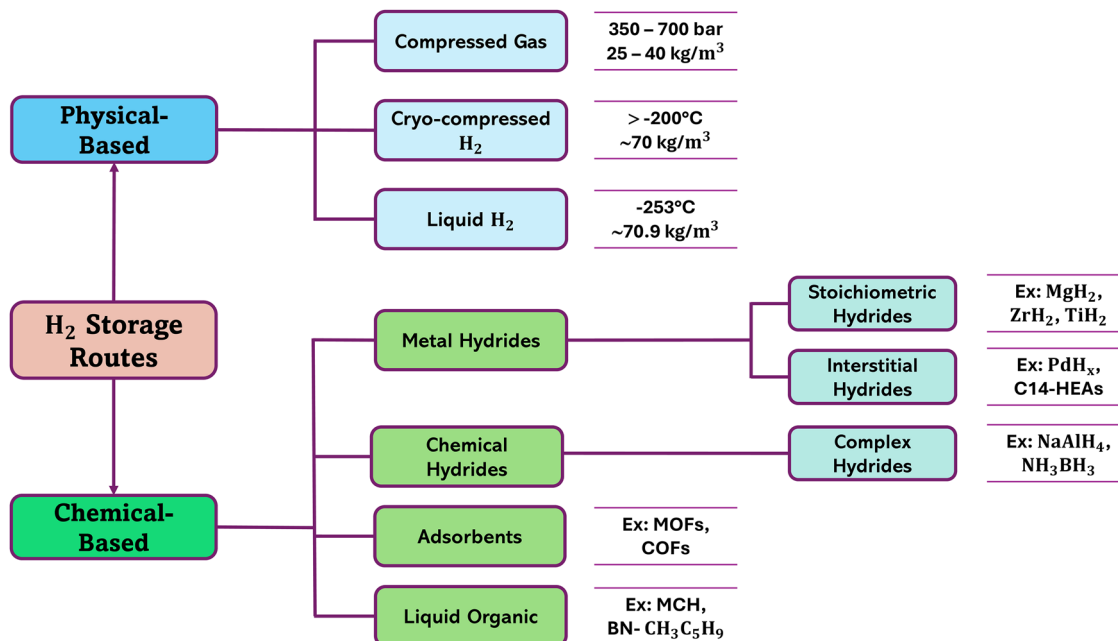 Compressed Gas
350 – 700 bar
25 – 40 kg/m³
Physical-
Based
Cryo-compressed
H₂
> -200°C
~70 kg/m³
Liquid H₂
-253°C
~70.9 kg/m³
H₂ Storage
Routes
Metal Hydrides
Stoichiometric
Hydrides
Ex: MgH₂,
ZrH₂, TiH₂
Interstitial
Hydrides
Ex: PdHₓ,
C14-HEAs
Chemical
Hydrides
Complex
Hydrides
Ex: NaAlH₄,
NH₃BH₃
Chemical-
Based
Adsorbents
Ex: MOFs,
COFs
Liquid Organic
Ex: MCH,
BN- CH₃C₅H₉